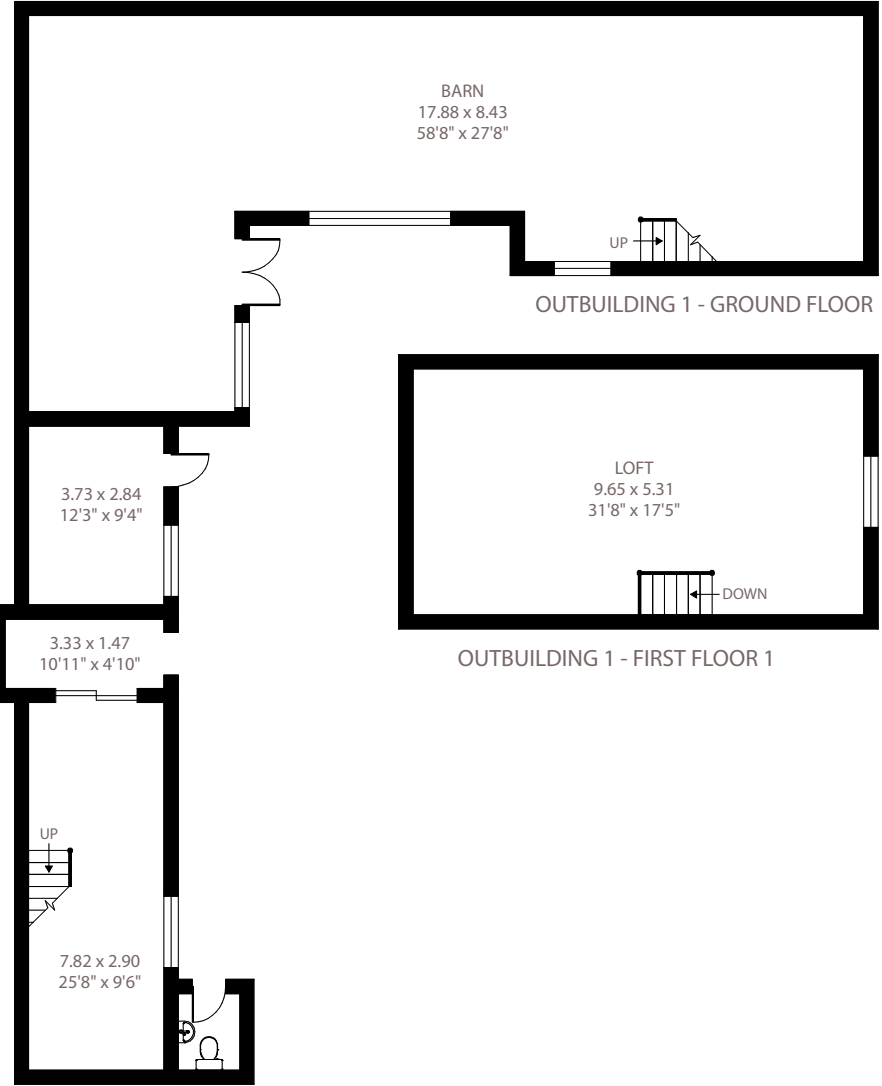 BARN
17.88 x 8.43
58'8" x 27'8"
UP
OUTBUILDING 1 - GROUND FLOOR
LOFT
9.65 x 5.31
31'8" x 17'5"
DOWN
OUTBUILDING 1 - FIRST FLOOR 1
3.73 x 2.84
12'3" x 9'4"
3.33 x 1.47
10'11" x 4'10"
UP
7.82 x 2.90
25'8" x 9'6"